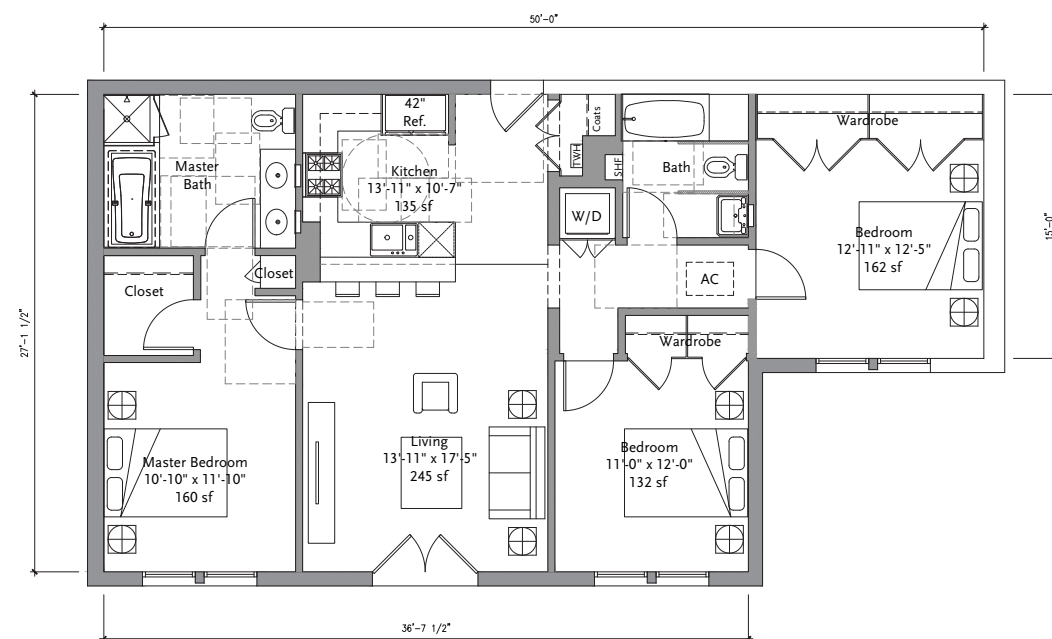 50'-0"
42"
Ref.
Coats
Wardrobe
TWH
SHF
Master
Bath
Kitchen
13'-11" x 10'-7"
135 sf
Bath
W/D
Bedroom
12'-11" x 12'-5"
162 sf
15'-0"
Closet
Closet
AC
27'-1 1/2"
Wardrobe
Living
13'-11" x 17'-5"
245 sf
Bedroom
11'-0" x 12'-0"
132 sf
Master Bedroom
10'-10" x 11'-10"
160 sf
36'-7 1/2"